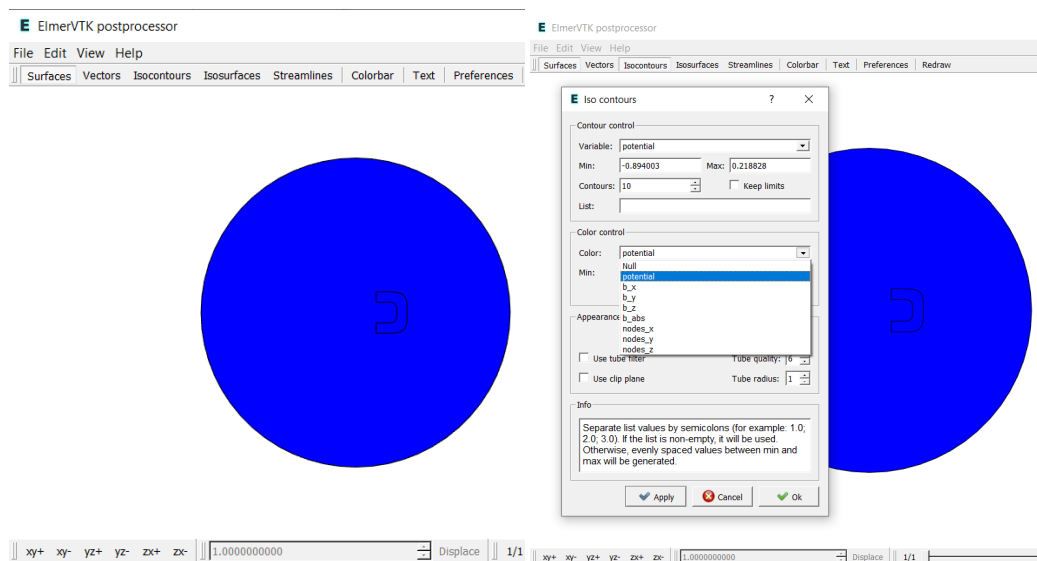 E ElmerVTK postprocessor
File Edit View Help
Surfaces Vectors Isocontours Isosurfaces Streamlines Colorbar Text Preferences
xy+ xy- yz+ yz- zx+ zx- 1.0000000000 Displace 1/1
E ElmerVTK postprocessor
File Edit View Help
Surfaces Vectors Isocontours Isosurfaces Streamlines Colorbar Text Preferences Redraw
E Iso contours ?
Contour control
Variable: potential
Min: -0.894003 Max: 0.218828
Contours: 10 Keep limits
List:
Color control
Color: potential
Null
Min: potential
b_x
b_y
b_z
Appearance b_abs
nodes_x
nodes_y
nodes_z
Use tube filter Tube quality: 6
Use clip plane Tube radius: 1
Info
Separate list values by semicolons (for example: 1.0;
2.0; 3.0). If the list is non-empty, it will be used.
Otherwise, evenly spaced values between min and
max will be generated.
Apply Cancel Ok
xy+ xy- yz+ yz- zx+ zx- 1.0000000000 Displace 1/1